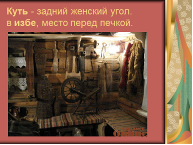 Куть - задний женский угол.
в избе, место перед печкой.